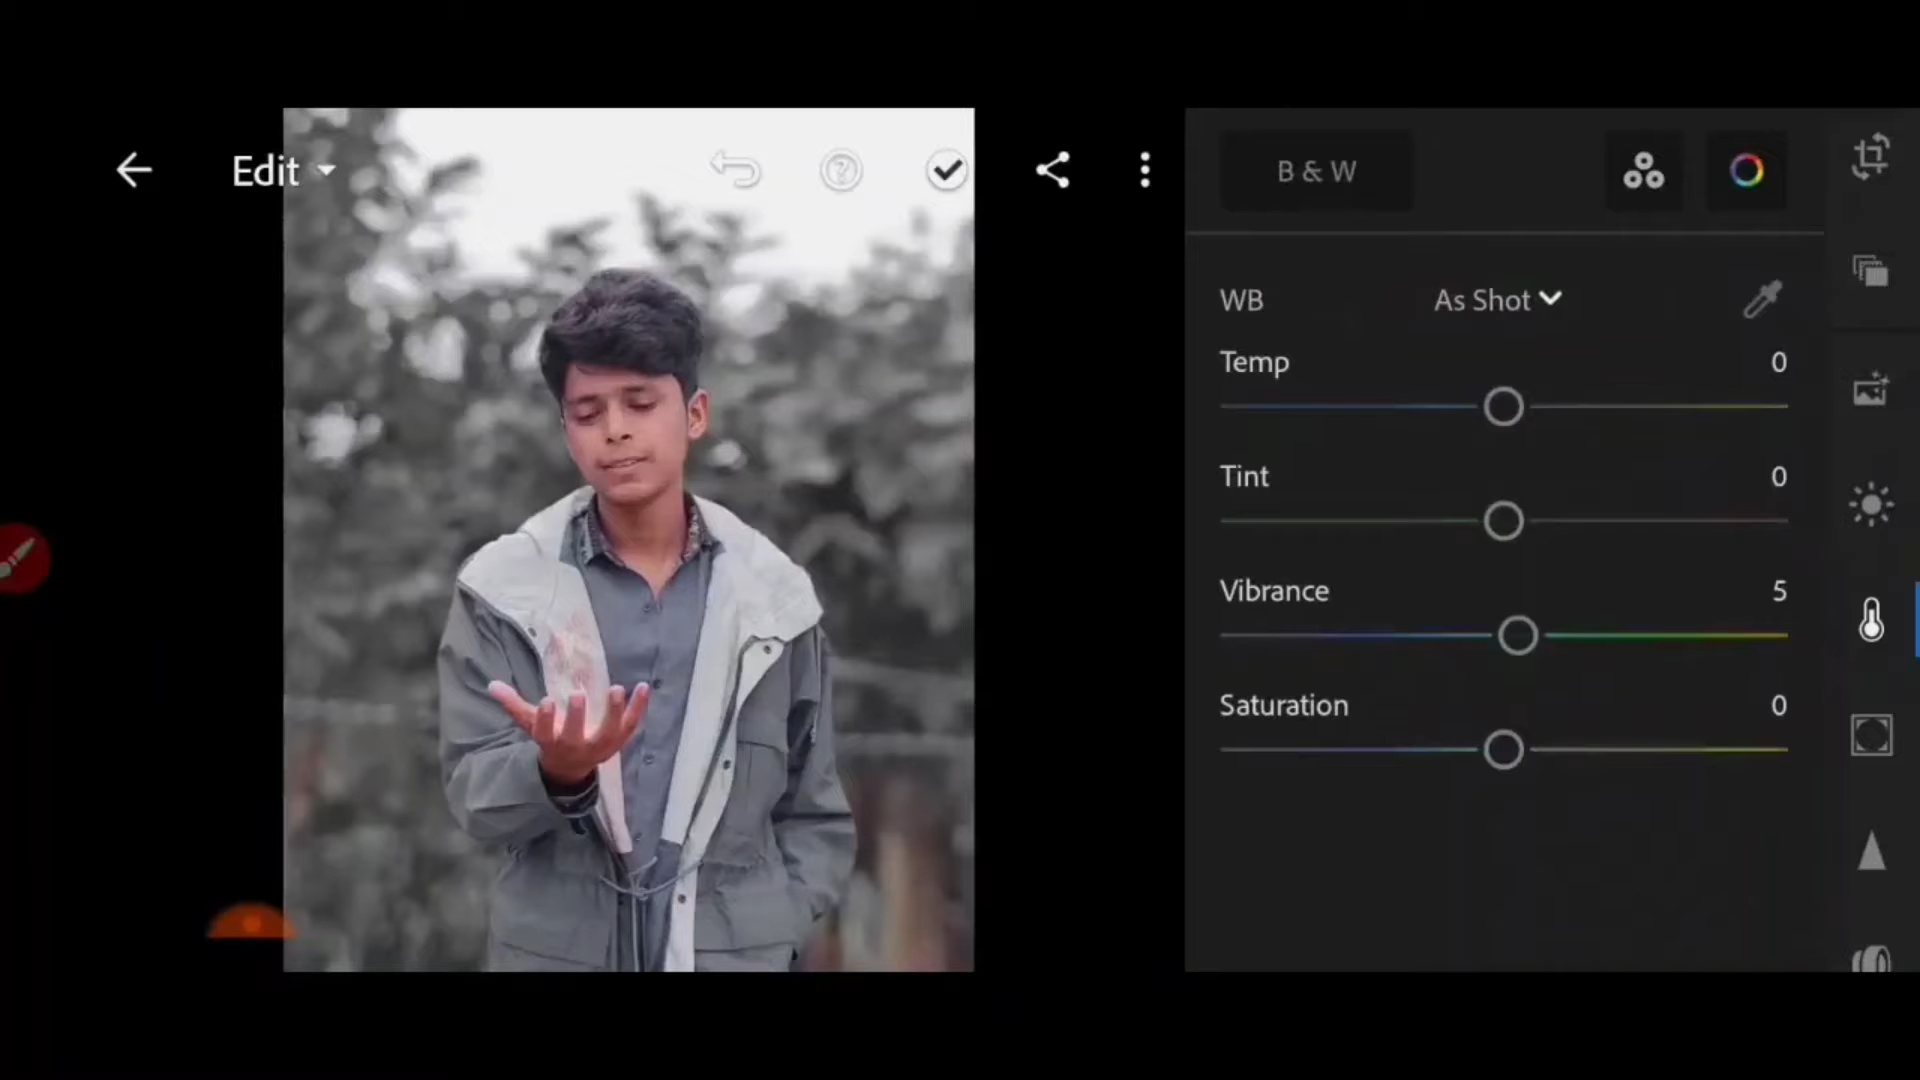 Edit
B & W
WB As Shot
Temp 0
Tint 0
Vibrance 5
Saturation 0